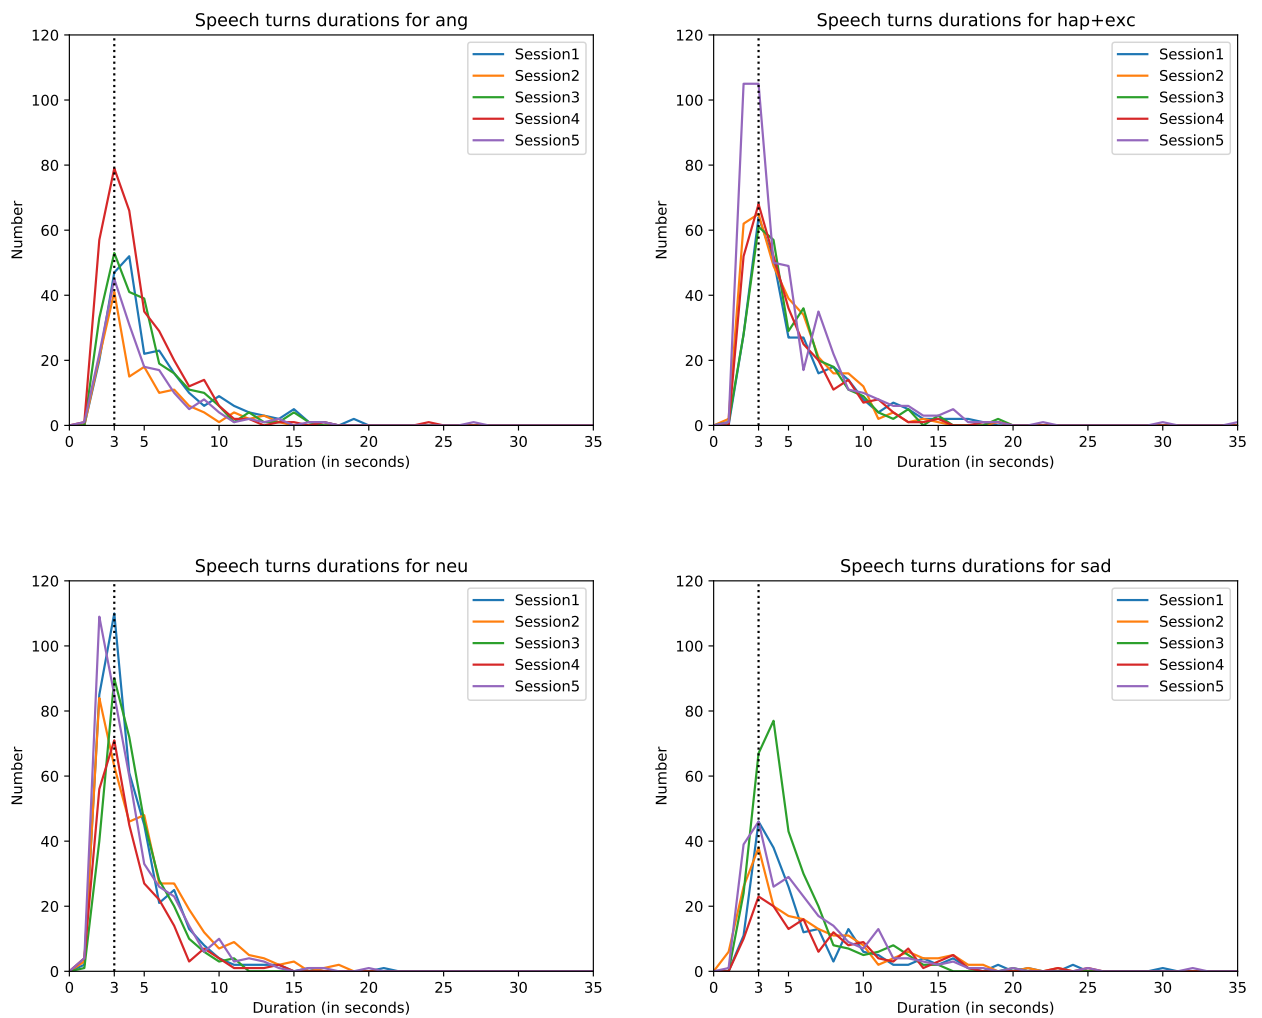 Speech turns durations for ang
120
100
80
60
40
20
0
Number
0 3 5 10 15 20 25 30 35
Duration (in seconds)
Session1
Session2
Session3
Session4
Session5
Speech turns durations for hap+exc
120
100
80
60
40
20
0
Number
0 3 5 10 15 20 25 30 35
Duration (in seconds)
Session1
Session2
Session3
Session4
Session5
Speech turns durations for neu
120
100
80
60
40
20
0
Number
0 3 5 10 15 20 25 30 35
Duration (in seconds)
Session1
Session2
Session3
Session4
Session5
Speech turns durations for sad
120
100
80
60
40
20
0
Number
0 3 5 10 15 20 25 30 35
Duration (in seconds)
Session1
Session2
Session3
Session4
Session5